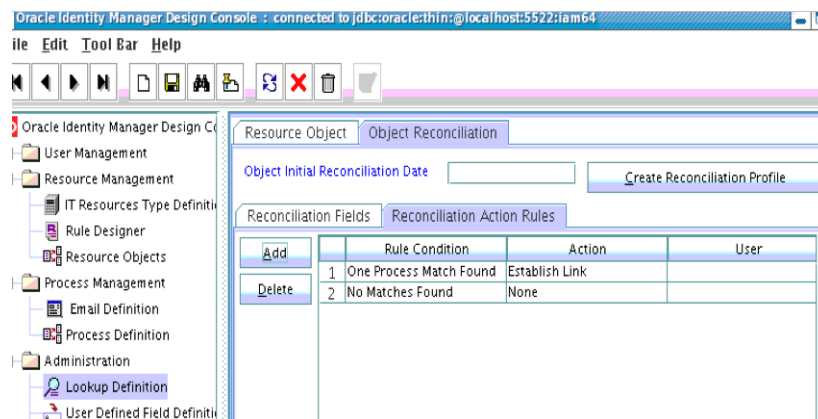 Oracle Identity Manager Design Console : connected to jdbc:oracle:thin:@localhost:5522:iam64
ile Edit Tool Bar Help
Oracle Identity Manager Design Co
User Management
Resource Management
IT Resources Type Definiti
Rule Designer
Resource Objects
Process Management
Email Definition
Process Definition
Administration
Lookup Definition
User Defined Field Definiti
Resource Object Object Reconciliation
Object Initial Reconciliation Date Create Reconciliation Profile
Reconciliation Fields Reconciliation Action Rules
Add
Delete
Rule Condition Action User
1 One Process Match Found Establish Link
2 No Matches Found None